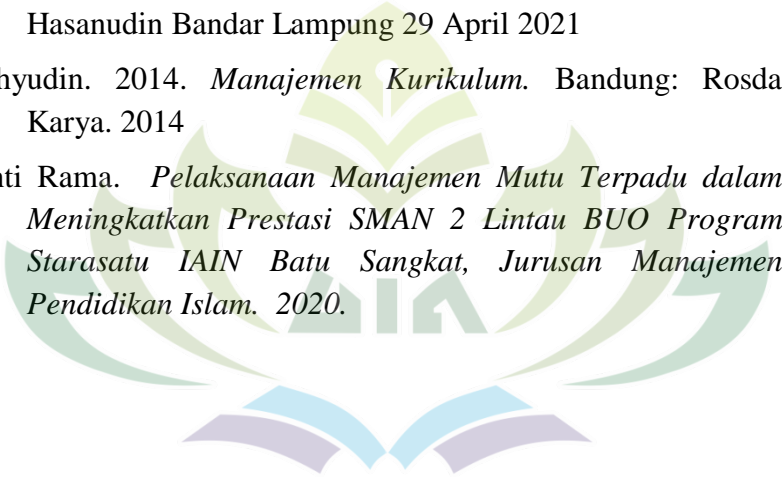 Hasanudin Bandar Lampung 29 April 2021
hyudin. 2014. Manajemen Kurikulum. Bandung: Rosda
Karya. 2014
nti Rama. Pelaksanaan Manajemen Mutu Terpadu dalam
Meningkatkan Prestasi SMAN 2 Lintau BUO Program
Starasatu IAIN Batu Sangkat, Jurusan Manajemen
Pendidikan Islam. 2020.